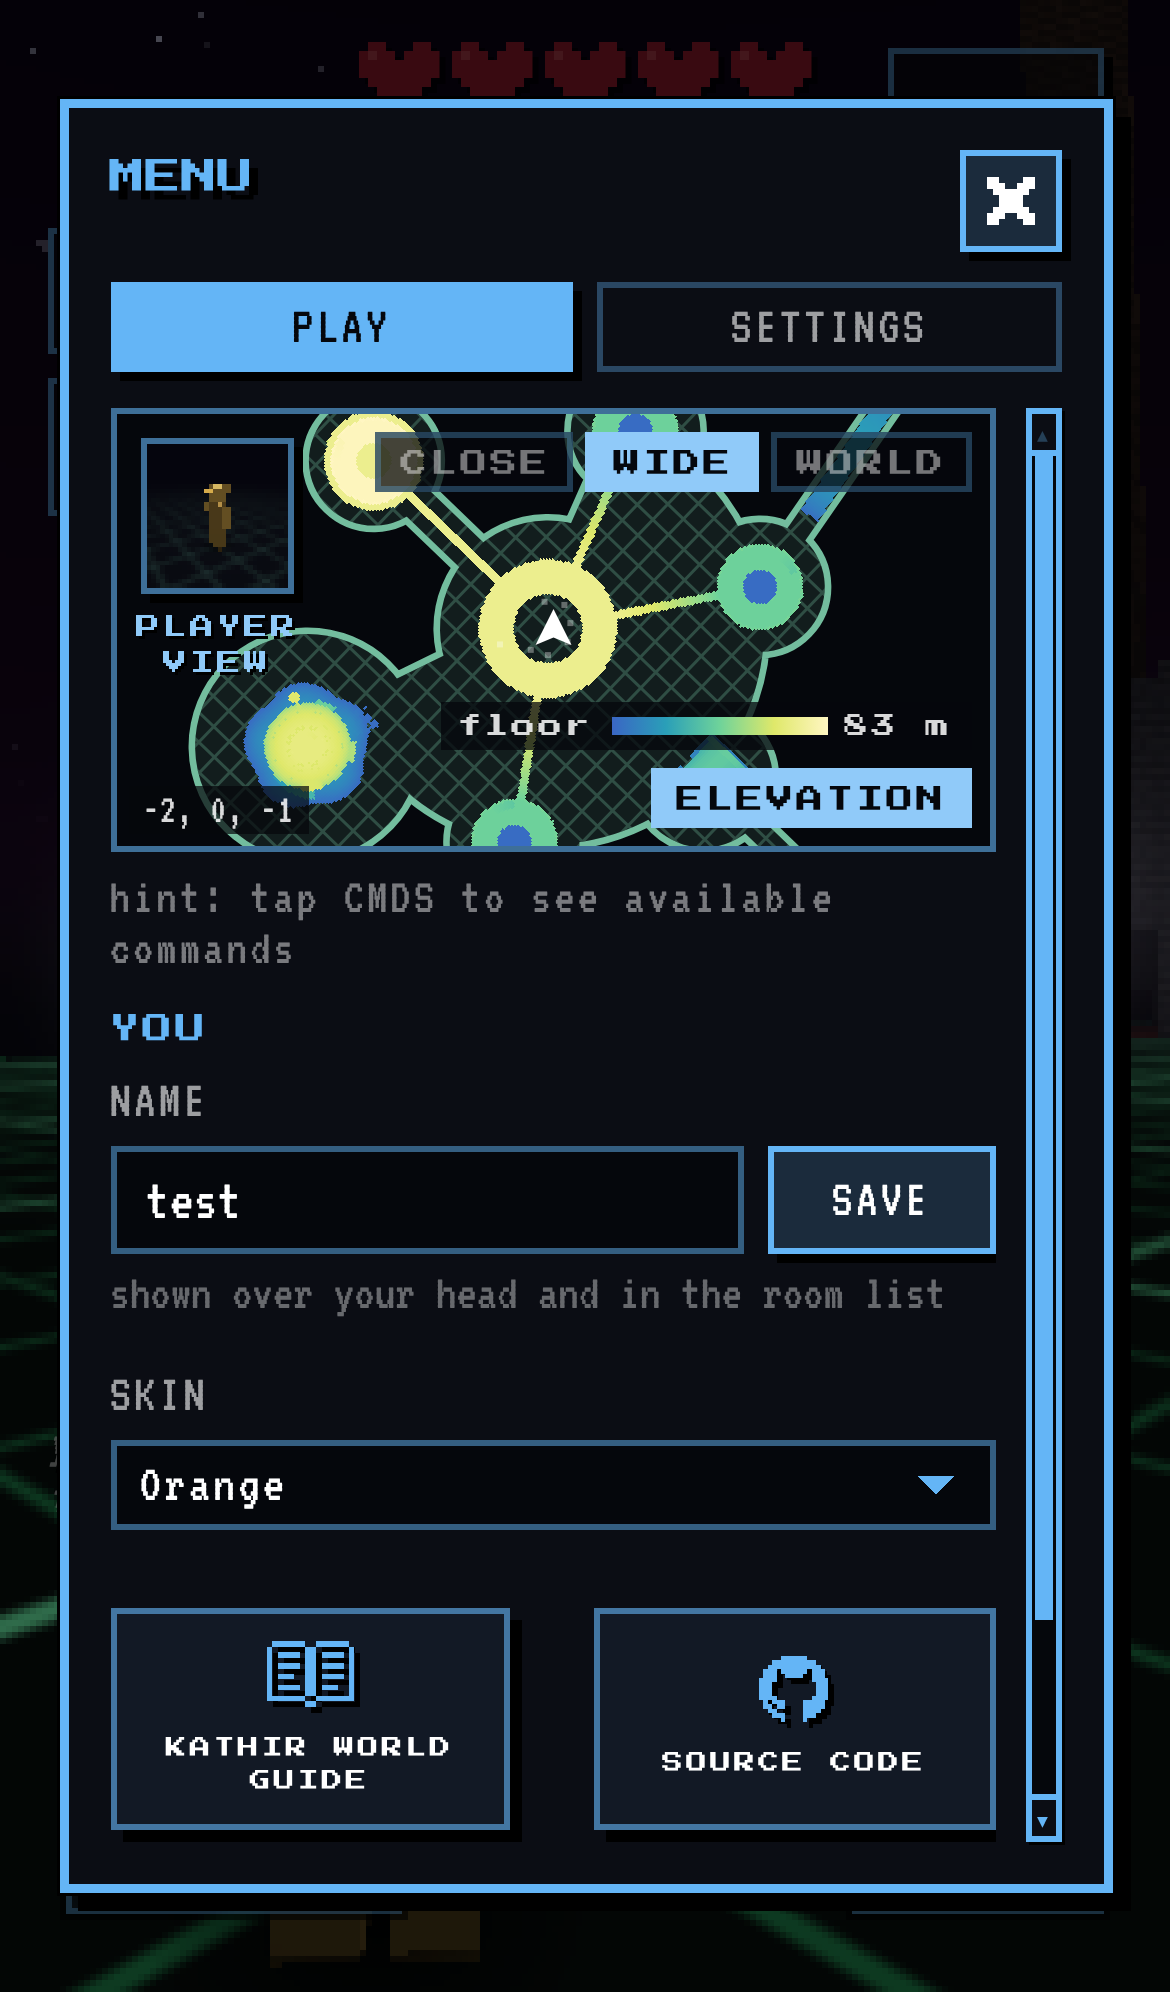 MENU
PLAY
SETTINGS
CLOSE
WIDE
WORLD
PLAYER
VIEW
floor
83 m
-2, 0, -1
ELEVATION
hint: tap CMDS to see available
commands
YOU
NAME
test
SAVE
shown over your head and in the room list
SKIN
Orange
KATHIR WORLD
GUIDE
SOURCE CODE